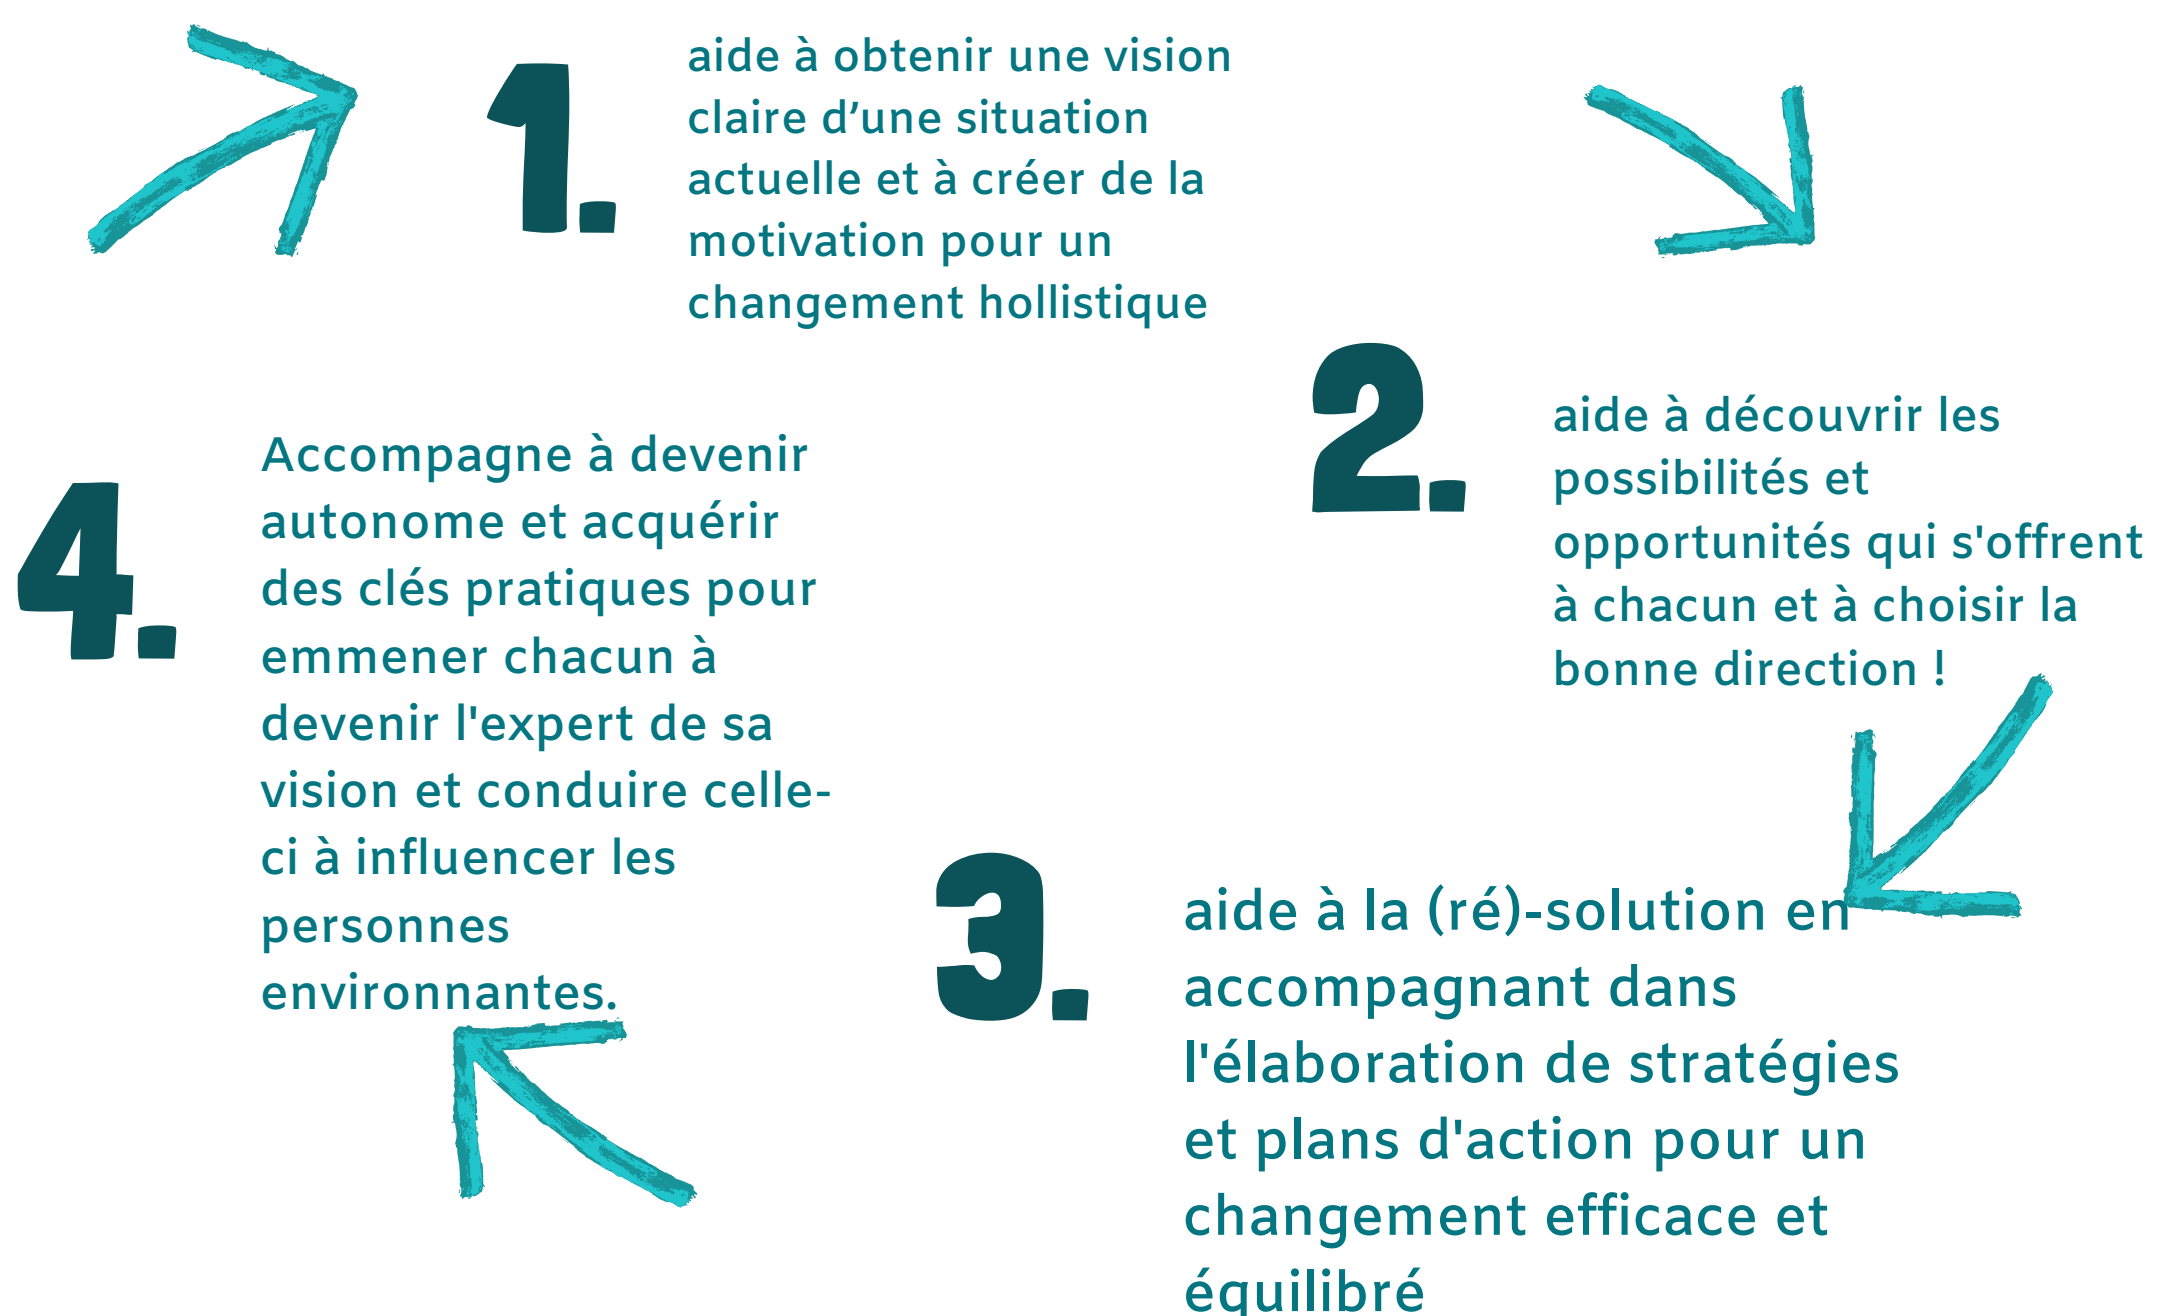 1.
aide à obtenir une vision
claire d’une situation
actuelle et à créer de la
motivation pour un
changement hollistique
2.
aide à découvrir les
possibilités et
opportunités qui s'offrent
à chacun et à choisir la
bonne direction !
3.
aide à la (ré)-solution en
accompagnant dans
l'élaboration de stratégies
et plans d'action pour un
changement efficace et
équilibré
4.
Accompagne à devenir
autonome et acquérir
des clés pratiques pour
emmener chacun à
devenir l'expert de sa
vision et conduire celle-
ci à influencer les
personnes
environnantes.